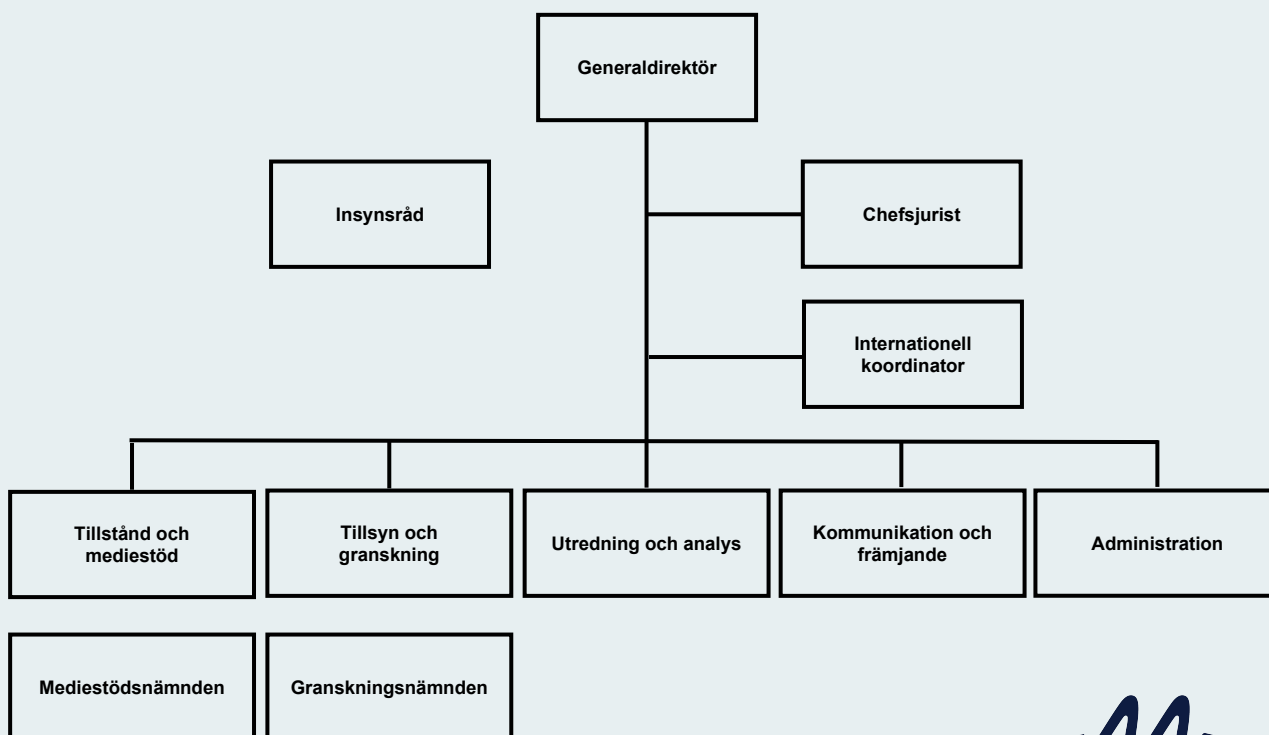 Generaldirektör
Insynsråd
Chefsjurist
Internationell
koordinator
Tillstånd och
mediestöd
Tillsyn och
granskning
Utredning och analys
Kommunikation och
främjande
Administration
Mediestödsnämnden
Granskningsnämnden